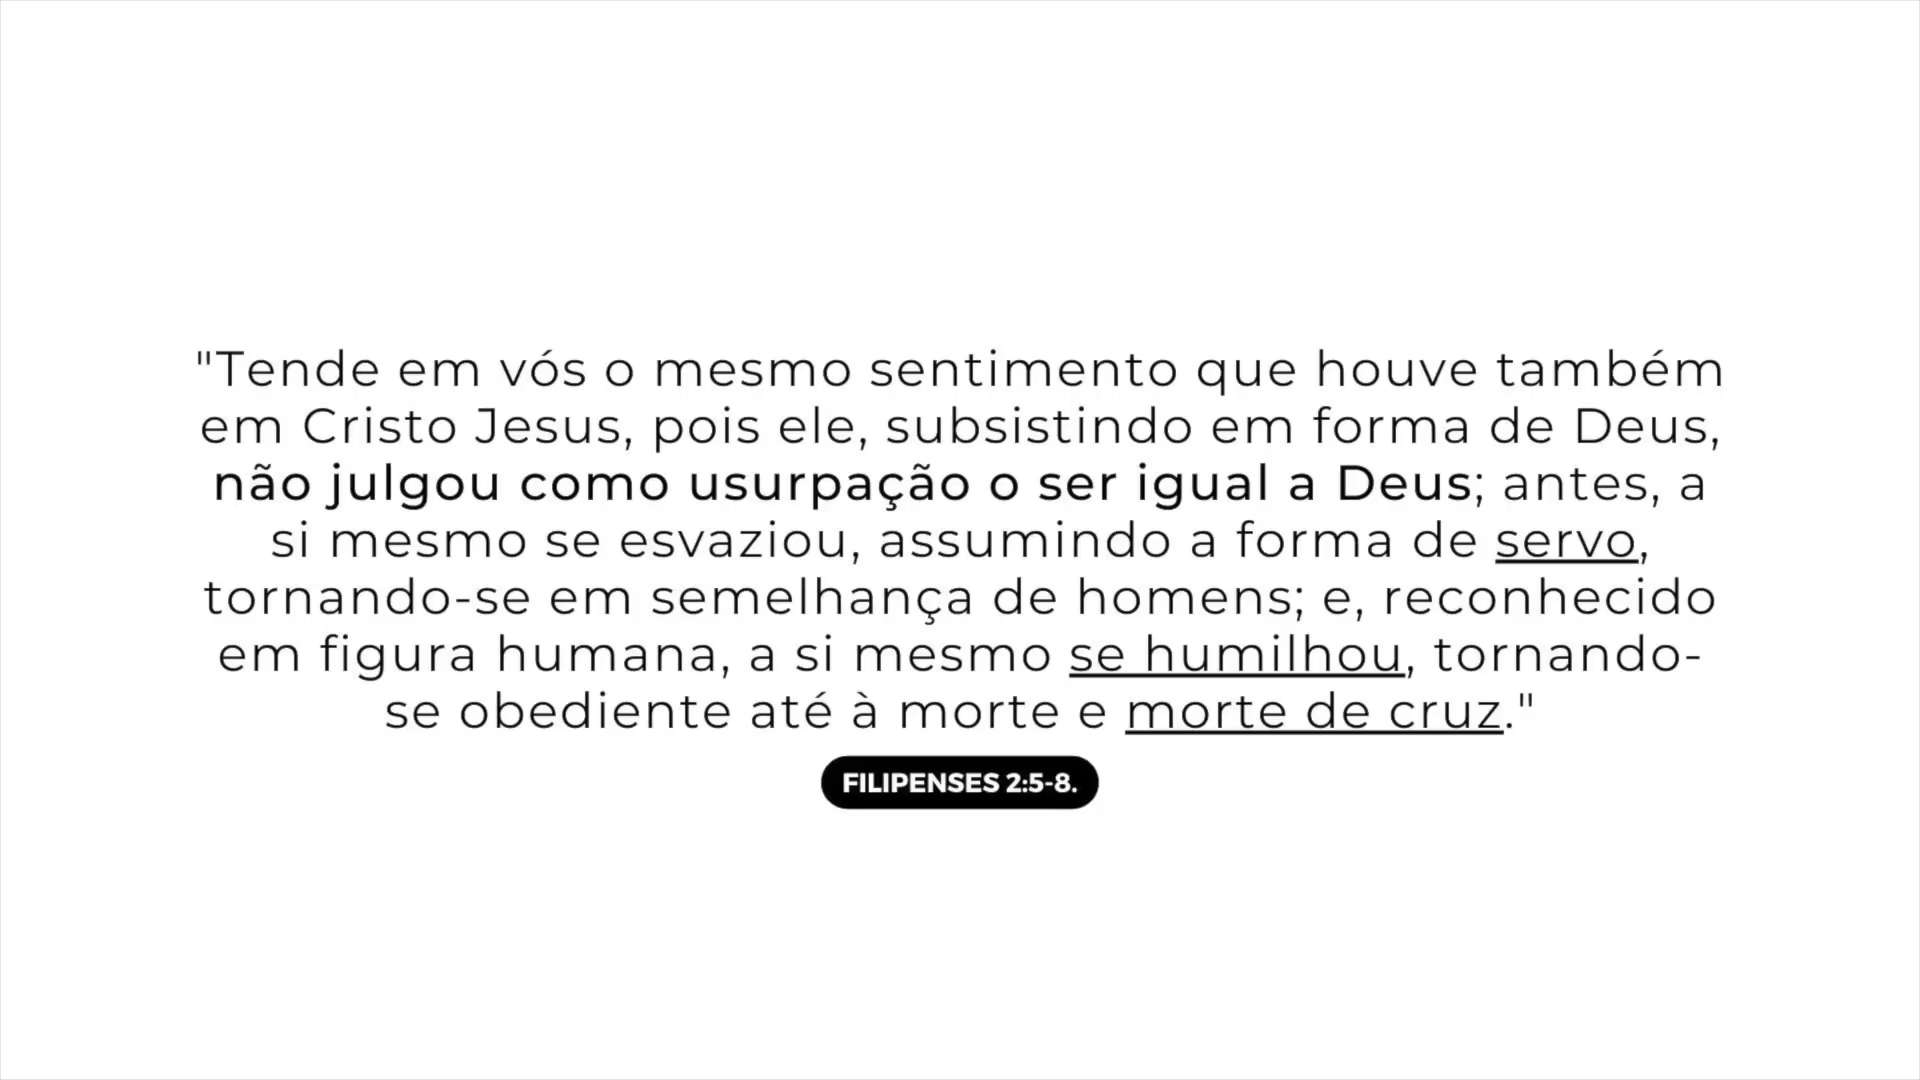 "Tende em vós o mesmo sentimento que houve também
em Cristo Jesus, pois ele, subsistindo em forma de Deus,
não julgou como usurpação o ser igual a Deus; antes, a
si mesmo se esvaziou, assumindo a forma de servo,
tornando-se em semelhança de homens; e, reconhecido
em figura humana, a si mesmo se humilhou, tornando-
se obediente até à morte e morte de cruz."
FILIPENSES 2:5-8.